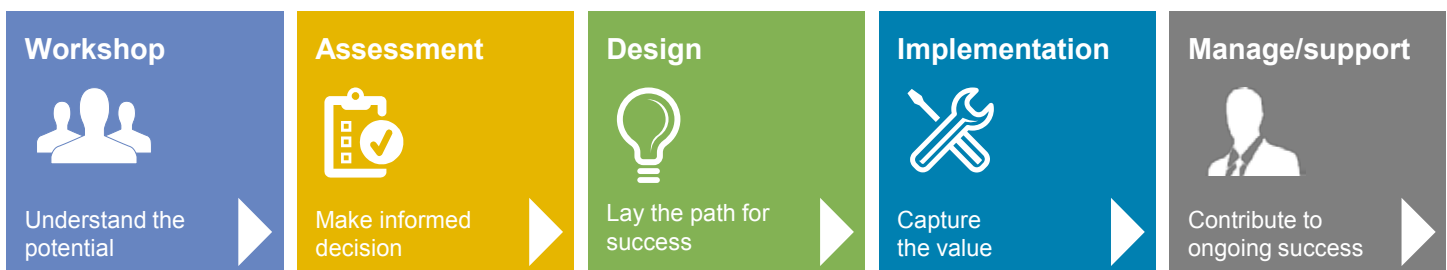 Workshop
Understand the
potential
Assessment
Make informed
decision
Design
Lay the path for
success
Implementation
Capture
the value
Manage/support
Contribute to
ongoing success